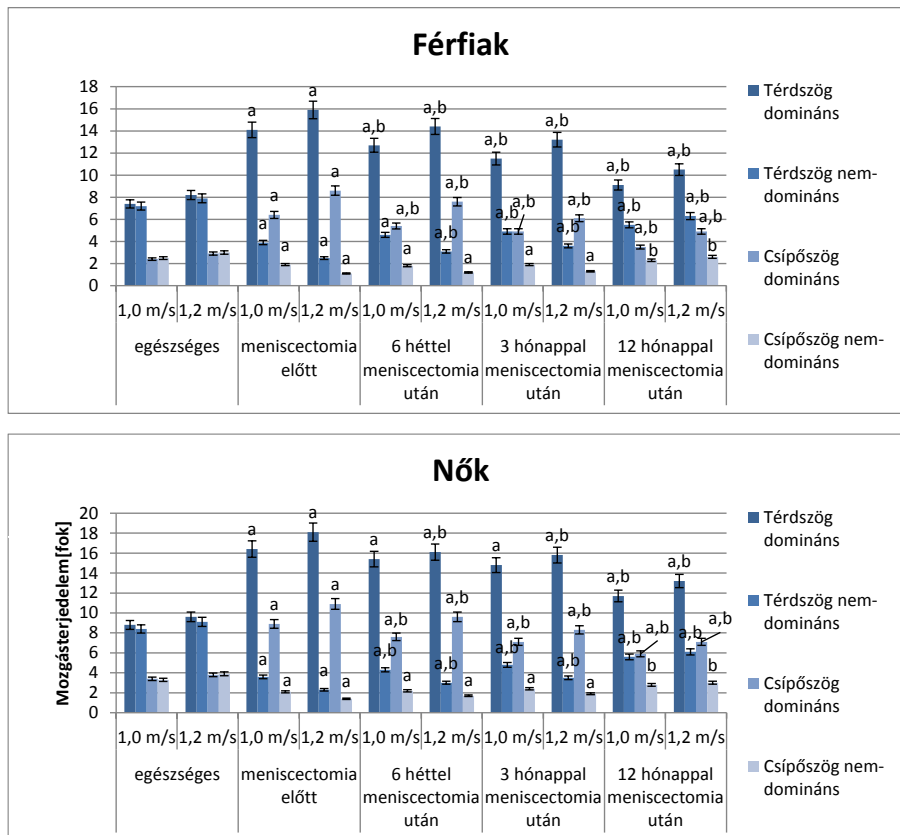 Férfiak
18
16
14
12
10
8
6
4
2
0
a a a,b a,b a,b a,b a,b a,b
a a a a,b a a,b a,b a,b a,b a,b a,b a,b a,b a,b
a a a a a a b b
1,0 m/s 1,2 m/s 1,0 m/s 1,2 m/s 1,0 m/s 1,2 m/s 1,0 m/s 1,2 m/s 1,0 m/s 1,2 m/s
egészséges meniscectomia 6 héttel 3 hónappal 12 hónappal
előtt meniscectomia meniscectomia meniscectomia
után után után
Térdszög
domináns
Térdszög nem-
domináns
Csípőszög
domináns
Csípőszög nem-
domináns
Nők
Mozgásterjedelem[fok]
20
18
16
14
12
10
8
6
4
2
0
a a a a,b a a,b a,b a,b
a a a,b a,b a,b a,b a,b a,b a,b a,b a,b a,b a,b a,b
a a a a a a b b
1,0 m/s 1,2 m/s 1,0 m/s 1,2 m/s 1,0 m/s 1,2 m/s 1,0 m/s 1,2 m/s 1,0 m/s 1,2 m/s
egészséges meniscectomia 6 héttel 3 hónappal 12 hónappal
előtt meniscectomia meniscectomia meniscectomia
után után után
Térdszög
domináns
Térdszög nem-
domináns
Csípőszög
domináns
Csípőszög nem-
domináns